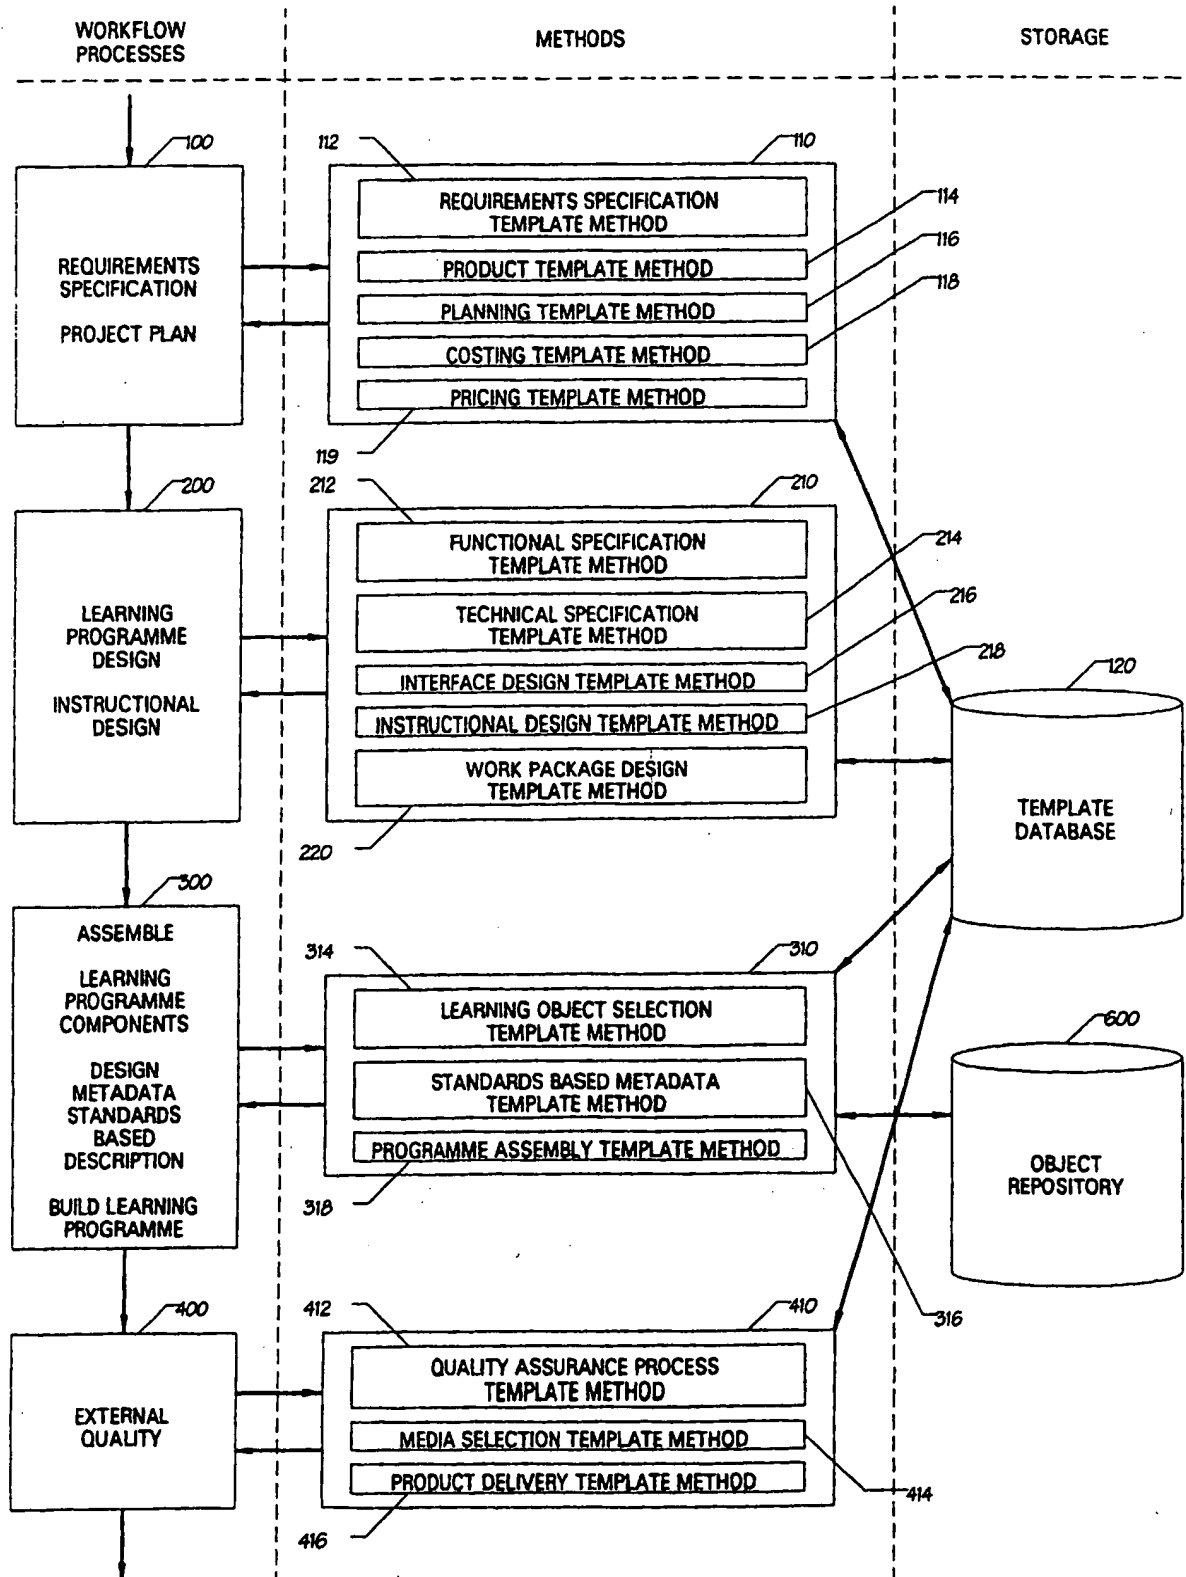 WORKFLOW
PROCESSES
METHODS
STORAGE
100
112
110
REQUIREMENTS
SPECIFICATION
PROJECT PLAN
REQUIREMENTS SPECIFICATION
TEMPLATE METHOD
PRODUCT TEMPLATE METHOD
PLANNING TEMPLATE METHOD
COSTING TEMPLATE METHOD
PRICING TEMPLATE METHOD
114
116
118
119
200
212
210
LEARNING
PROGRAMME
DESIGN
INSTRUCTIONAL
DESIGN
FUNCTIONAL SPECIFICATION
TEMPLATE METHOD
TECHNICAL SPECIFICATION
TEMPLATE METHOD
INTERFACE DESIGN TEMPLATE METHOD
INSTRUCTIONAL DESIGN TEMPLATE METHOD
WORK PACKAGE DESIGN
TEMPLATE METHOD
214
216
218
220
120
TEMPLATE
DATABASE
300
314
310
ASSEMBLE
LEARNING
PROGRAMME
COMPONENTS
DESIGN
METADATA
STANDARDS
BASED
DESCRIPTION
BUILD LEARNING
PROGRAMME
LEARNING OBJECT SELECTION
TEMPLATE METHOD
STANDARDS BASED METADATA
TEMPLATE METHOD
PROGRAMME ASSEMBLY TEMPLATE METHOD
318
316
600
OBJECT
REPOSITORY
400
412
410
EXTERNAL
QUALITY
QUALITY ASSURANCE PROCESS
TEMPLATE METHOD
MEDIA SELECTION TEMPLATE METHOD
PRODUCT DELIVERY TEMPLATE METHOD
414
416